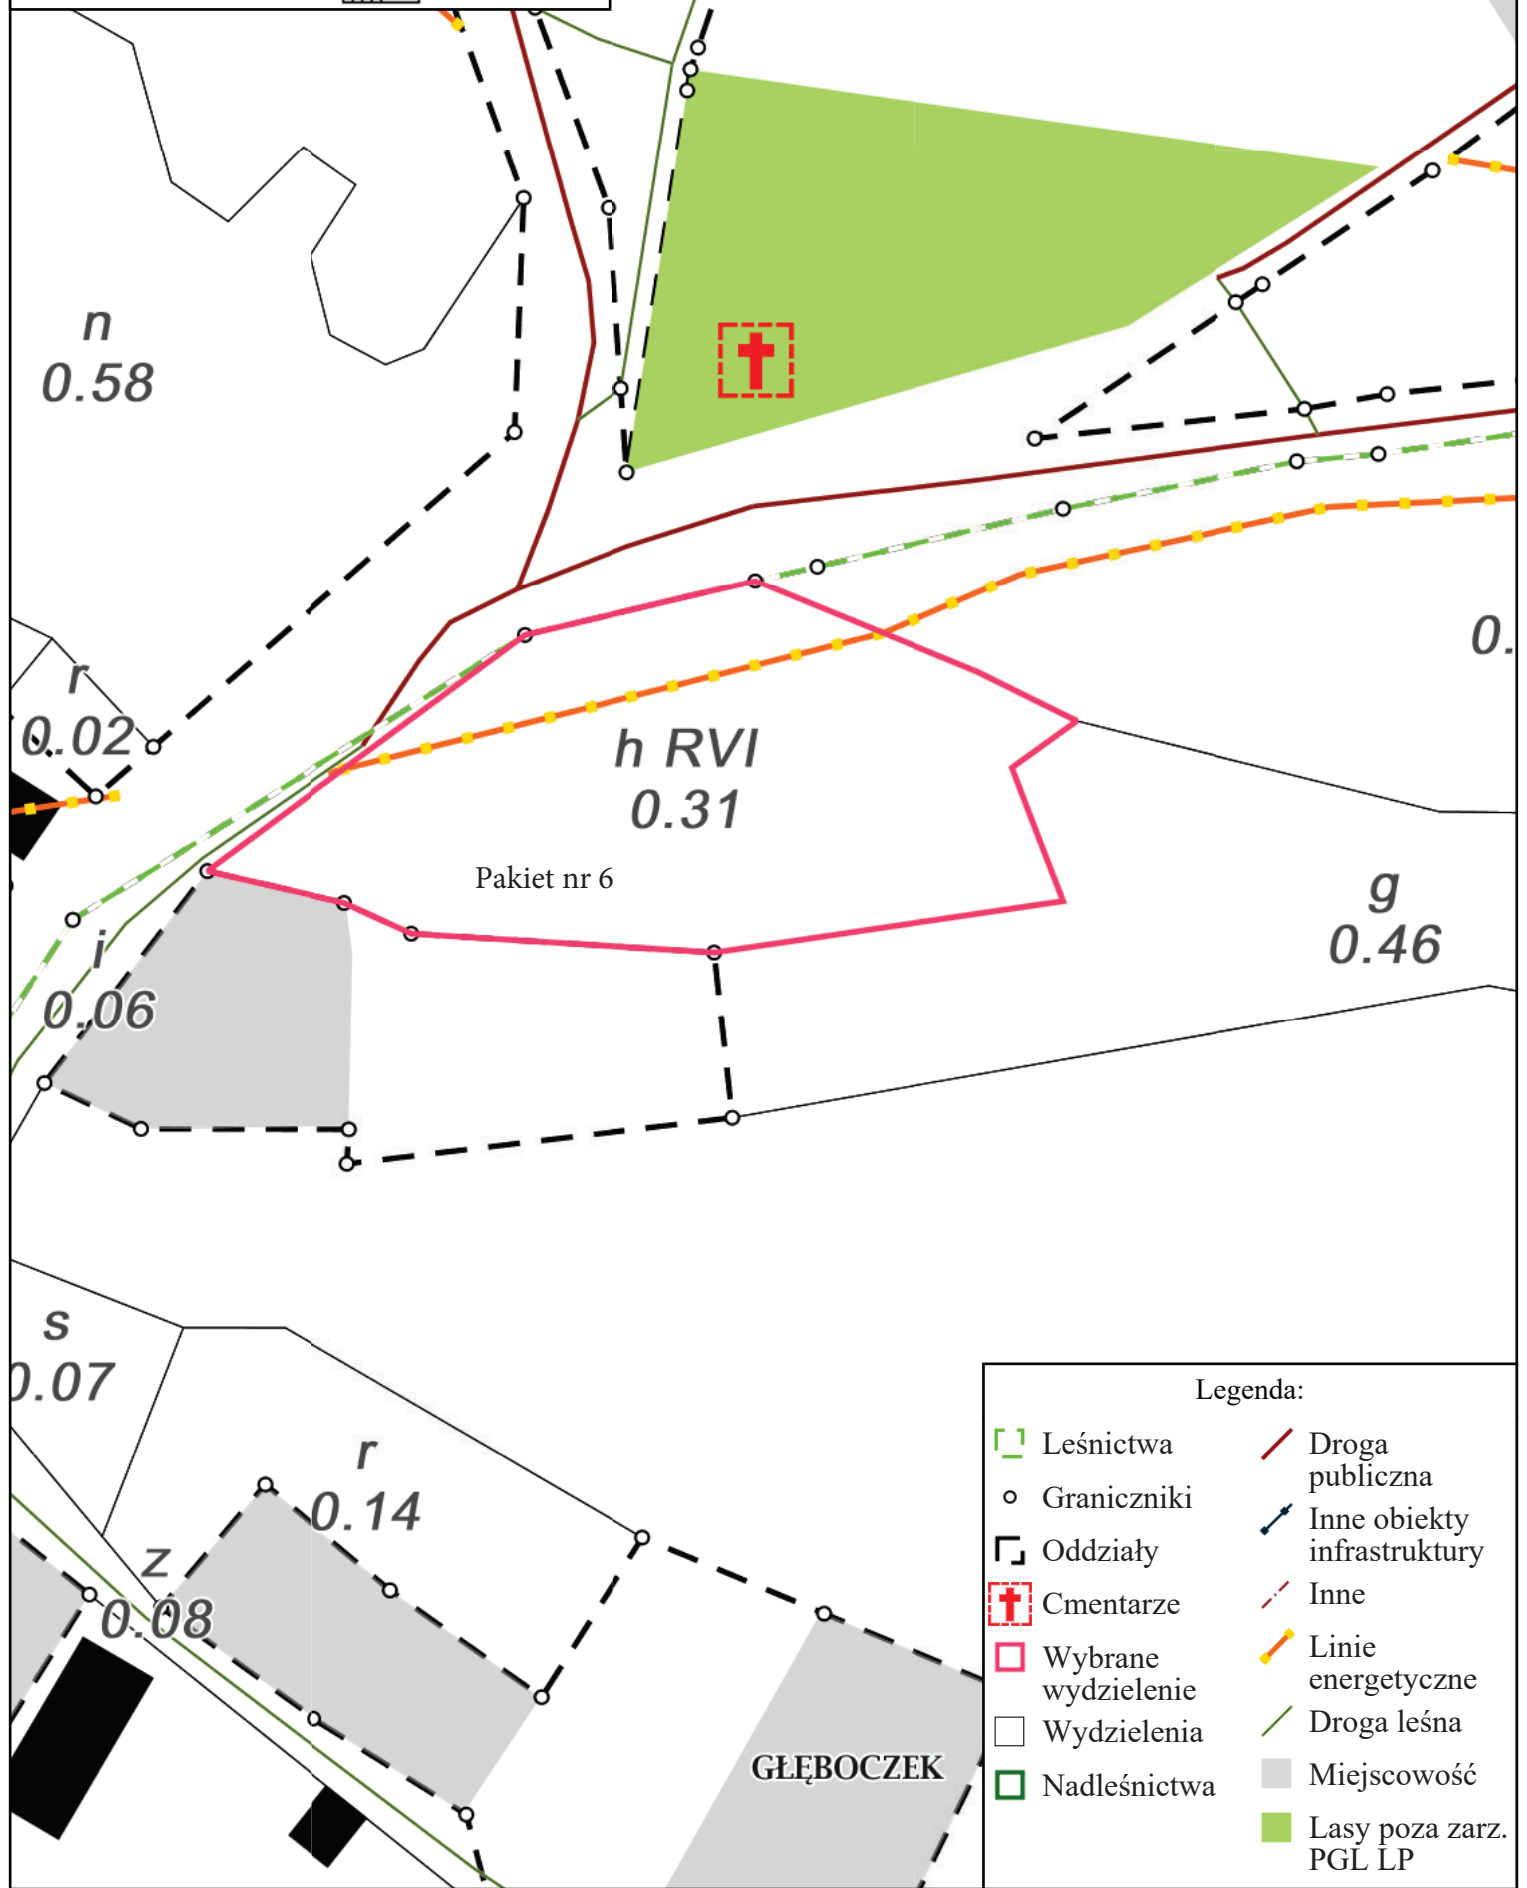 n
0.58
r
0.02
0.
h RVI
0.31
Pakiet nr 6
g
0.46
i
0.06
s
0.07
r
0.14
z
0.08
GŁĘBOCZEK
Legenda:
Leśnictwa
Graniczniki
Oddziały
Cmentarze
Wybrane
wydzielenie
Wydzielenia
Nadleśnictwa
Droga
publiczna
Inne obiekty
infrastruktury
Inne
Linie
energetyczne
Droga leśna
Miejscowość
Lasy poza zarz.
PGL LP